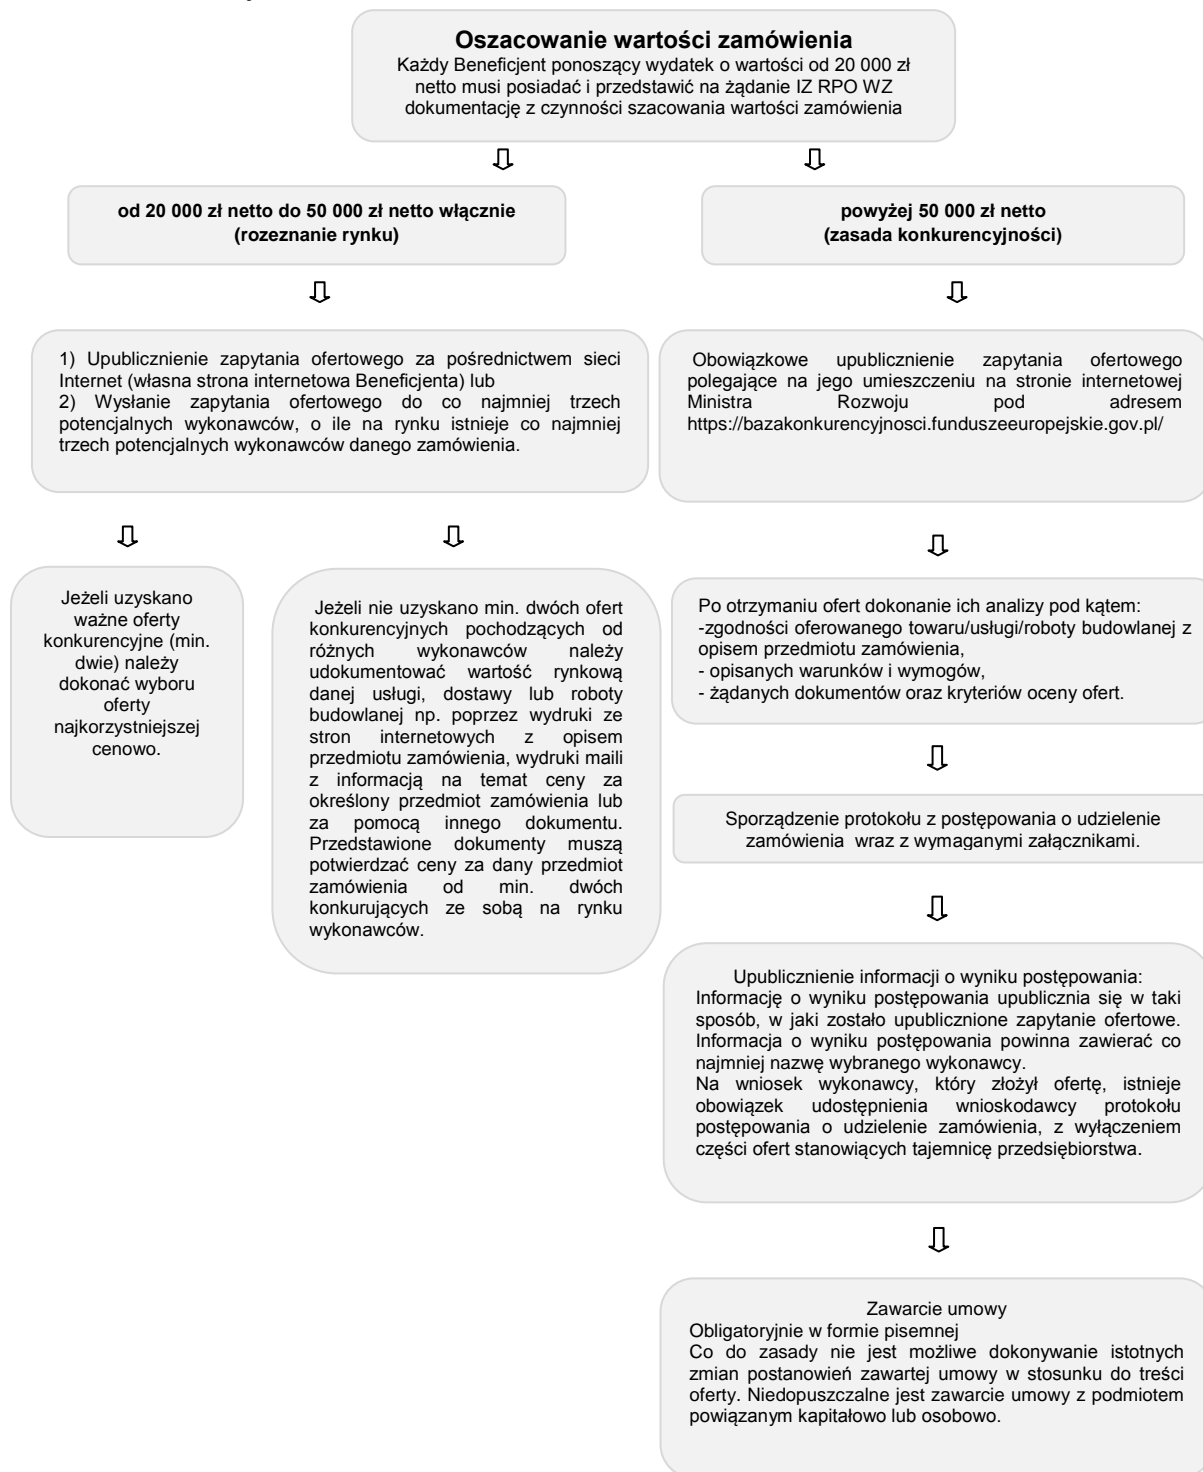 Oszacowanie wartości zamówienia
Każdy Beneficjent ponoszący wydatek o wartości od 20 000 zł
netto musi posiadać i przedstawić na żądanie IZ RPO WZ
dokumentację z czynności szacowania wartości zamówienia
od 20 000 zł netto do 50 000 zł netto włącznie
(rozeznanie rynku)
powyżej 50 000 zł netto
(zasada konkurencyjności)
1) Upublicznienie zapytania ofertowego za pośrednictwem sieci
Internet (własna strona internetowa Beneficjenta) lub
2) Wysłanie zapytania ofertowego do co najmniej trzech
potencjalnych wykonawców, o ile na rynku istnieje co najmniej
trzech potencjalnych wykonawców danego zamówienia.
Obowiązkowe upublicznienie zapytania ofertowego
polegające na jego umieszczeniu na stronie internetowej
Ministra Rozwoju pod adresem
https://bazakonkurencyjnosci.funduszeeuropejskie.gov.pl/
Jeżeli uzyskano
ważne oferty
konkurencyjne (min.
dwie) należy
dokonać wyboru
oferty
najkorzystniejszej
cenowo.
Jeżeli nie uzyskano min. dwóch ofert
konkurencyjnych pochodzących od
różnych wykonawców należy
udokumentować wartość rynkową
danej usługi, dostawy lub roboty
budowlanej np. poprzez wydruki ze
stron internetowych z opisem
przedmiotu zamówienia, wydruki maili
z informacją na temat ceny za
określony przedmiot zamówienia lub
za pomocą innego dokumentu.
Przedstawione dokumenty muszą
potwierdzać ceny za dany przedmiot
zamówienia od min. dwóch
konkurujących ze sobą na rynku
wykonawców.
Po otrzymaniu ofert dokonanie ich analizy pod kątem:
-zgodności oferowanego towaru/usługi/roboty budowlanej z
opisem przedmiotu zamówienia,
- opisanych warunków i wymogów,
- żądanych dokumentów oraz kryteriów oceny ofert.
Sporządzenie protokołu z postępowania o udzielenie
zamówienia wraz z wymaganymi załącznikami.
Upublicznienie informacji o wyniku postępowania:
Informację o wyniku postępowania upublicznia się w taki
sposób, w jaki zostało upublicznione zapytanie ofertowe.
Informacja o wyniku postępowania powinna zawierać co
najmniej nazwę wybranego wykonawcy.
Na wniosek wykonawcy, który złożył ofertę, istnieje
obowiązek udostępnienia wnioskodawcy protokołu
postępowania o udzielenie zamówienia, z wyłączeniem
części ofert stanowiących tajemnicę przedsiębiorstwa.
Zawarcie umowy
Obligatoryjnie w formie pisemnej
Co do zasady nie jest możliwe dokonywanie istotnych
zmian postanowień zawartej umowy w stosunku do treści
oferty. Niedopuszczalne jest zawarcie umowy z podmiotem
powiązanym kapitałowo lub osobowo.